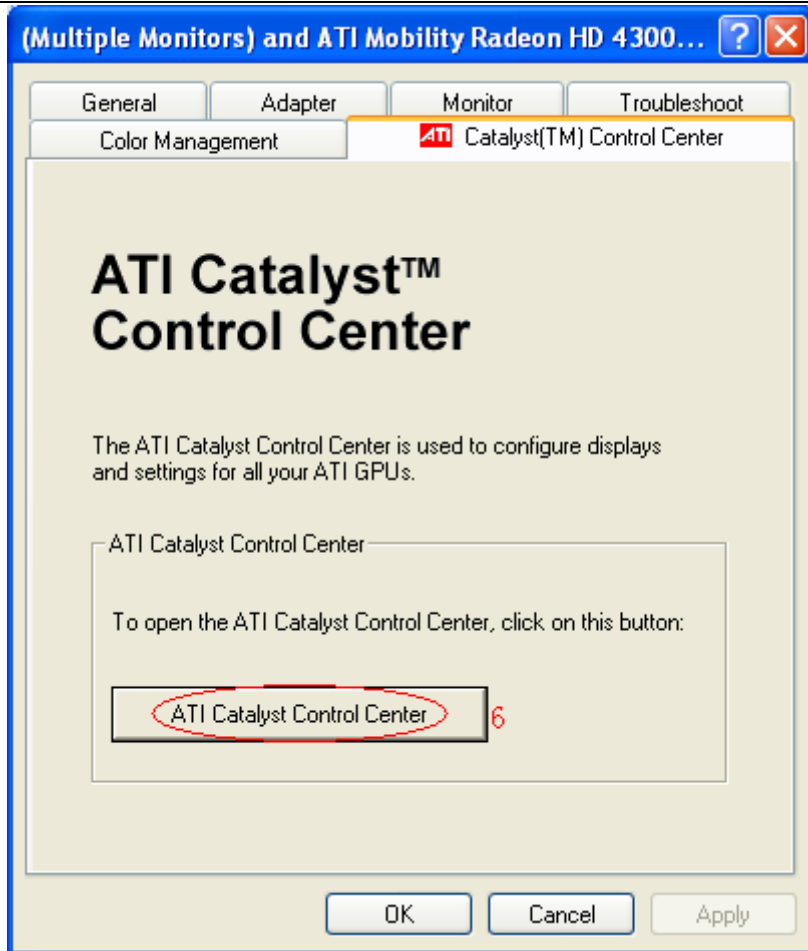 (Multiple Monitors) and ATI Mobility Radeon HD 4300...
General Adapter Monitor Troubleshoot
Color Management ATI Catalyst(TM) Control Center
ATI Catalyst™
Control Center
The ATI Catalyst Control Center is used to configure displays
and settings for all your ATI GPUs.
ATI Catalyst Control Center
To open the ATI Catalyst Control Center, click on this button:
ATI Catalyst Control Center 6
OK Cancel Apply